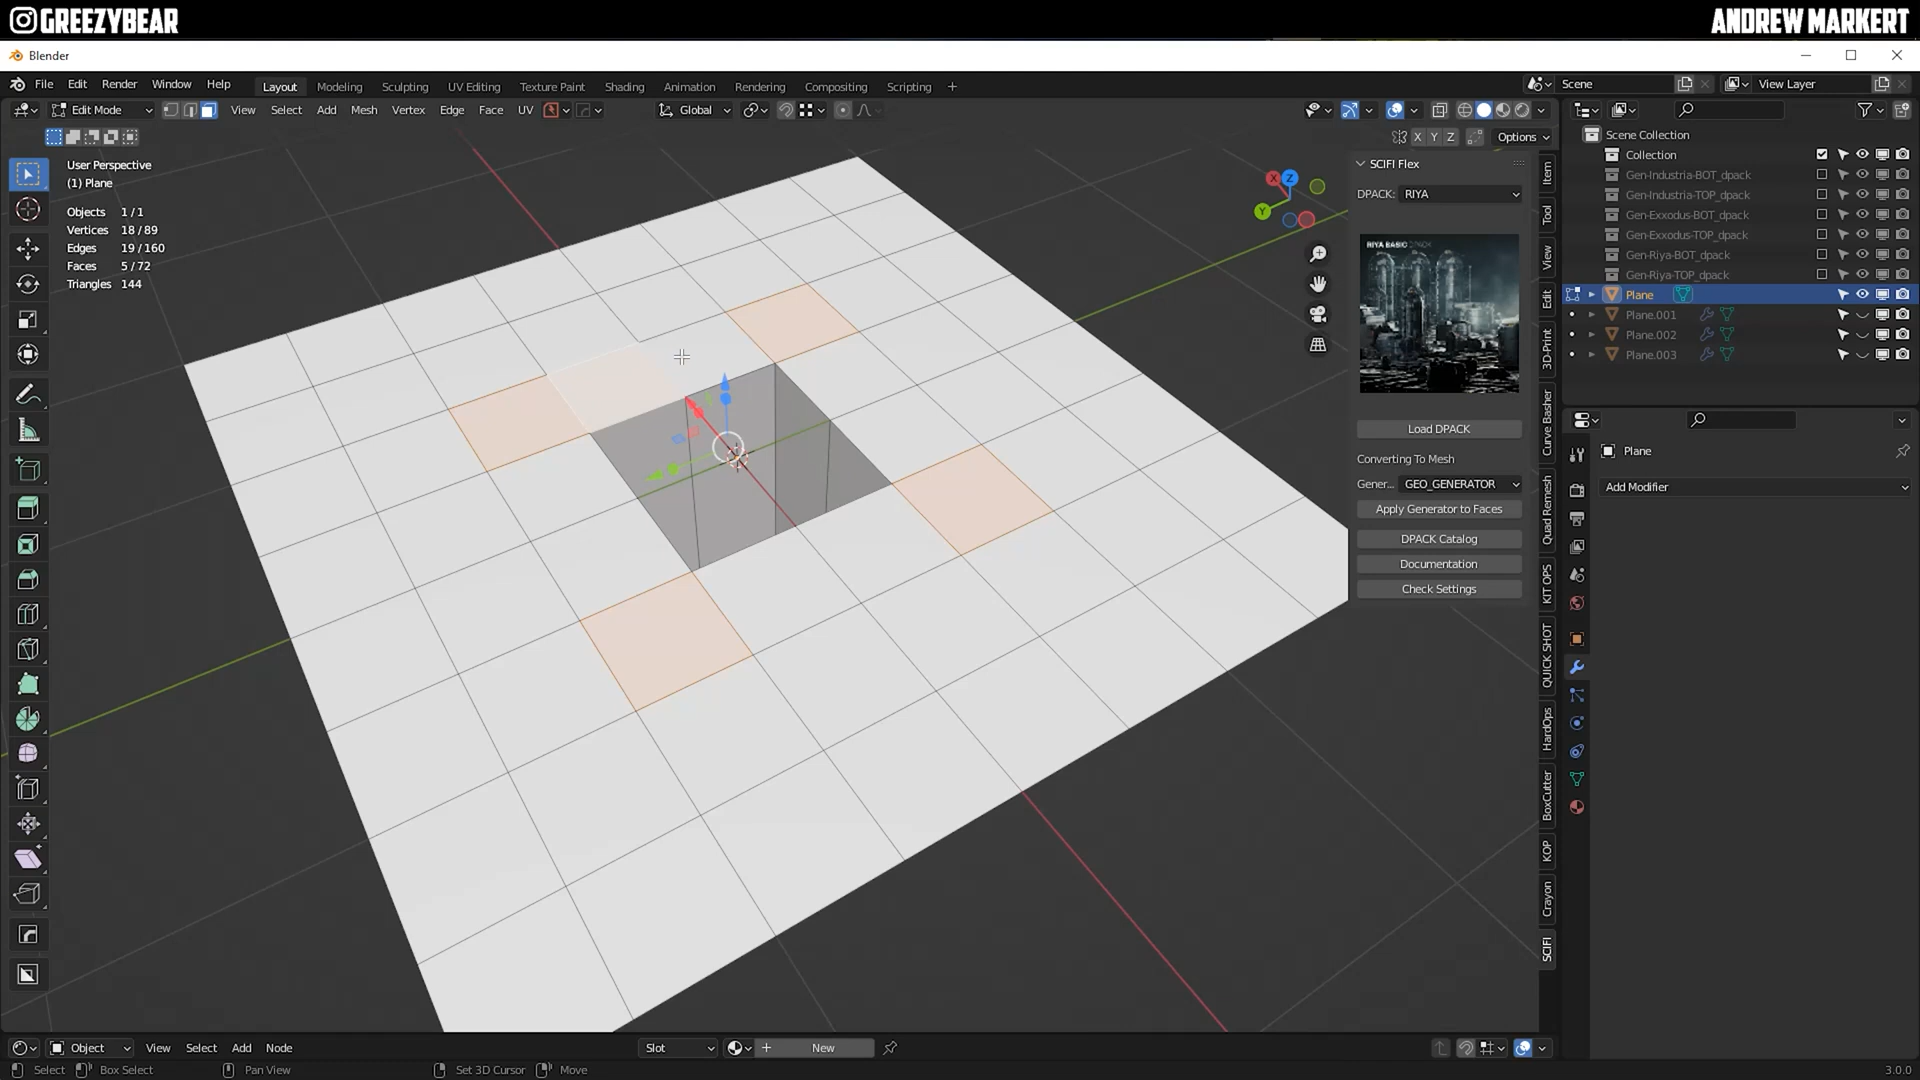 GREEZYBEAR
ANDREW MARKERT
Blender
File Edit Render Window Help Layout Modeling Sculpting UV Editing Texture Paint Shading Animation Rendering Compositing Scripting +
Scene
View Layer
Edit Mode View Select Add Mesh Vertex Edge Face UV
Global
X Y Z
Options
User Perspective
(1) Plane
Objects 1/1
Vertices 18/89
Edges 19/160
Faces 5/72
Triangles 144
X
Z
Y
SCIFI Flex
DPACK: RIYA
RIYA BASIC DPACK
Load DPACK
Converting To Mesh
Gener... GEO_GENERATOR
Apply Generator to Faces
DPACK Catalog
Documentation
Check Settings
Item
Tool
View
Edit
3D-Print
Curve Basher
Quad Remesh
KIT OPS
QUICK SHOT
HardOps
BoxCutter
KOP
Crayon
SCIFI
Scene Collection
Collection
Gen-Industria-BOT_dpack
Gen-Industria-TOP_dpack
Gen-Exxodus-BOT_dpack
Gen-Exxodus-TOP_dpack
Gen-Riya-BOT_dpack
Gen-Riya-TOP_dpack
Plane
Plane.001
Plane.002
Plane.003
Plane
Add Modifier
Object View Select Add Node
Slot
+ New
Select Box Select Pan View Set 3D Cursor Move
3.0.0